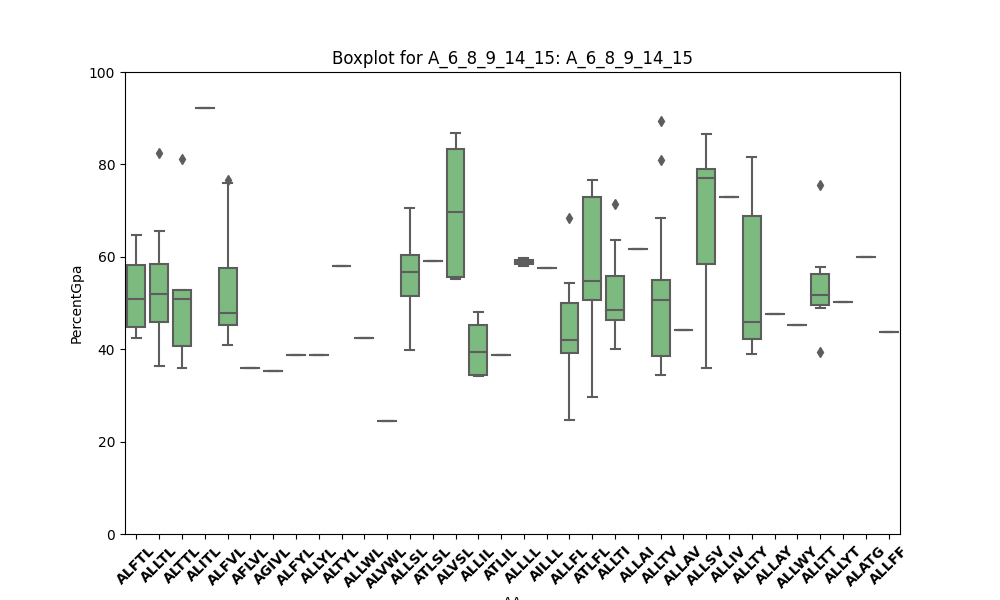 Boxplot for A_6_8_9_14_15: A_6_8_9_14_15
PercentGpa
100
80
60
40
20
0
ALFTL
ALLTL
ALTTL
ALITL
ALFVL
AFLVL
AGIVL
ALFYL
ALLYL
ALTYL
ALLWL
ALVWL
ALLSL
ATLSL
ALVSL
ALLIL
ATLIL
ALLLL
AILLL
ALLFL
ATLFL
ALLTI
ALLAI
ALLTV
ALLAV
ALLSV
ALLIV
ALLTY
ALLAY
ALLWY
ALLTT
ALLYT
ALATG
ALLFF